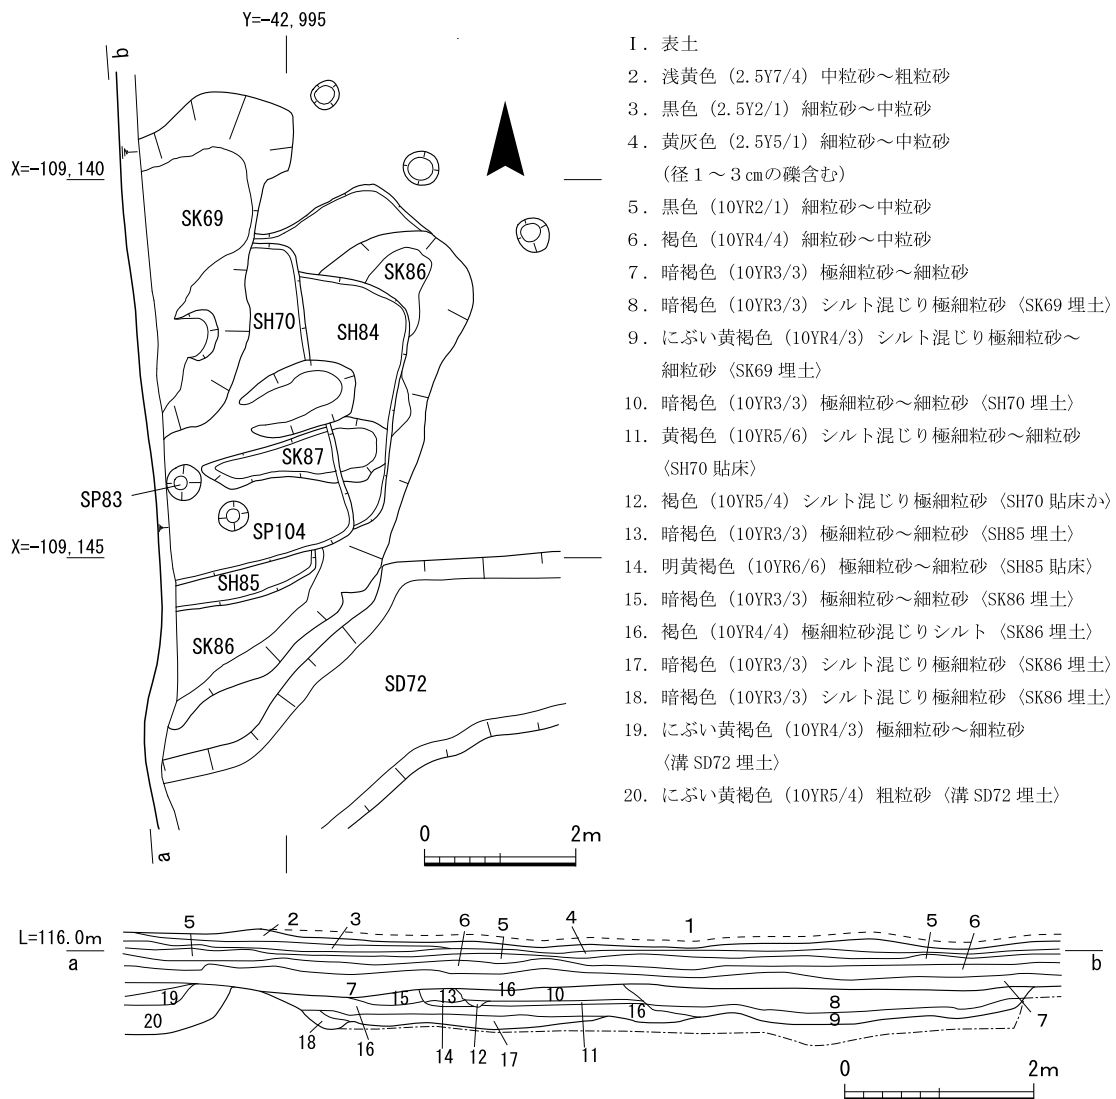 Y=-42,995
b
X=-109,140
SK69
SK86
SH70
SH84
SK87
SP83
SP104
X=-109,145
SH85
SK86
SD72
a
0 2m
1. 表土
2. 浅黄色（2.5Y7/4）中粒砂～粗粒砂
3. 黒色（2.5Y2/1）細粒砂～中粒砂
4. 黄灰色（2.5Y5/1）細粒砂～中粒砂
(径１～３㎝の礫含む)
5. 黒色（10YR2/1）細粒砂～中粒砂
6. 褐色（10YR4/4）細粒砂～中粒砂
7. 暗褐色（10YR3/3）極細粒砂～細粒砂
8. 暗褐色（10YR3/3）シルト混じり極細粒砂〈SK69 埋土〉
9. にぶい黄褐色（10YR4/3）シルト混じり極細粒砂～
細粒砂〈SK69 埋土〉
10. 暗褐色（10YR3/3）極細粒砂～細粒砂〈SH70 埋土〉
11. 黄褐色（10YR5/6）シルト混じり極細粒砂～細粒砂
〈SH70 貼床〉
12. 褐色（10YR5/4）シルト混じり極細粒砂〈SH70 貼床か〉
13. 暗褐色（10YR3/3）極細粒砂～細粒砂〈SH85 埋土〉
14. 明黄褐色（10YR6/6）極細粒砂～細粒砂〈SH85 貼床〉
15. 暗褐色（10YR3/3）極細粒砂～細粒砂〈SK86 埋土〉
16. 褐色（10YR4/4）極細粒砂混じりシルト〈SK86 埋土〉
17. 暗褐色（10YR3/3）シルト混じり極細粒砂〈SK86 埋土〉
18. 暗褐色（10YR3/3）シルト混じり極細粒砂〈SK86 埋土〉
19. にぶい黄褐色（10YR4/3）極細粒砂～細粒砂
〈溝 SD72 埋土〉
20. にぶい黄褐色（10YR5/4）粗粒砂〈溝 SD72 埋土〉
5 2 3 6 5 4 1 5 6
L=116.0m
a b
19 7 15 13 16 10 16 8
20 9 7
18 16 14 12 17 11
0 2m